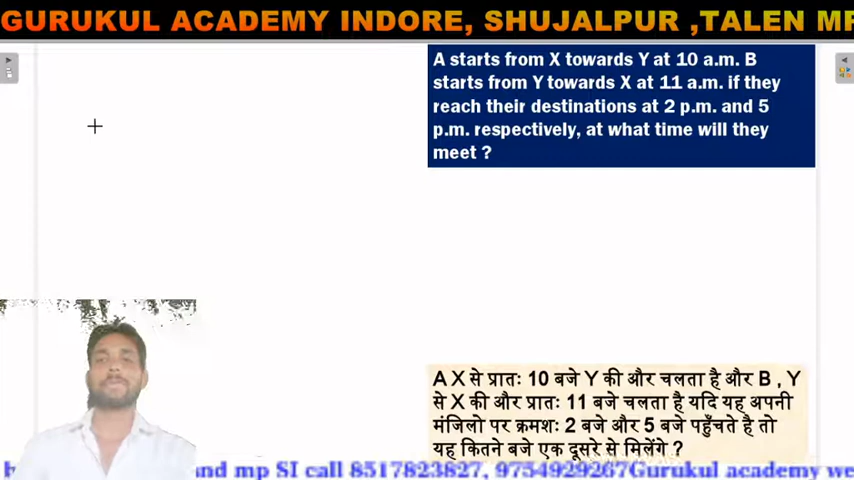 GURUKUL ACADEMY INDORE, SHUJALPUR ,TALEN MP
A starts from X towards Y at 10 a.m. B
starts from Y towards X at 11 a.m. if they
reach their destinations at 2 p.m. and 5
p.m. respectively, at what time will they
meet ?
A X से प्रातः 10 बजे Y की और चलता है और B , Y
से X की और प्रातः 11 बजे चलता है यदि यह अपनी
मंजिलो पर क्रमशः 2 बजे और 5 बजे पहुँचते है तो
यह कितने बजे एक दूसरे से मिलेंगे ?
and mp SI call 8517823827, 9754929267Gurukul academy we